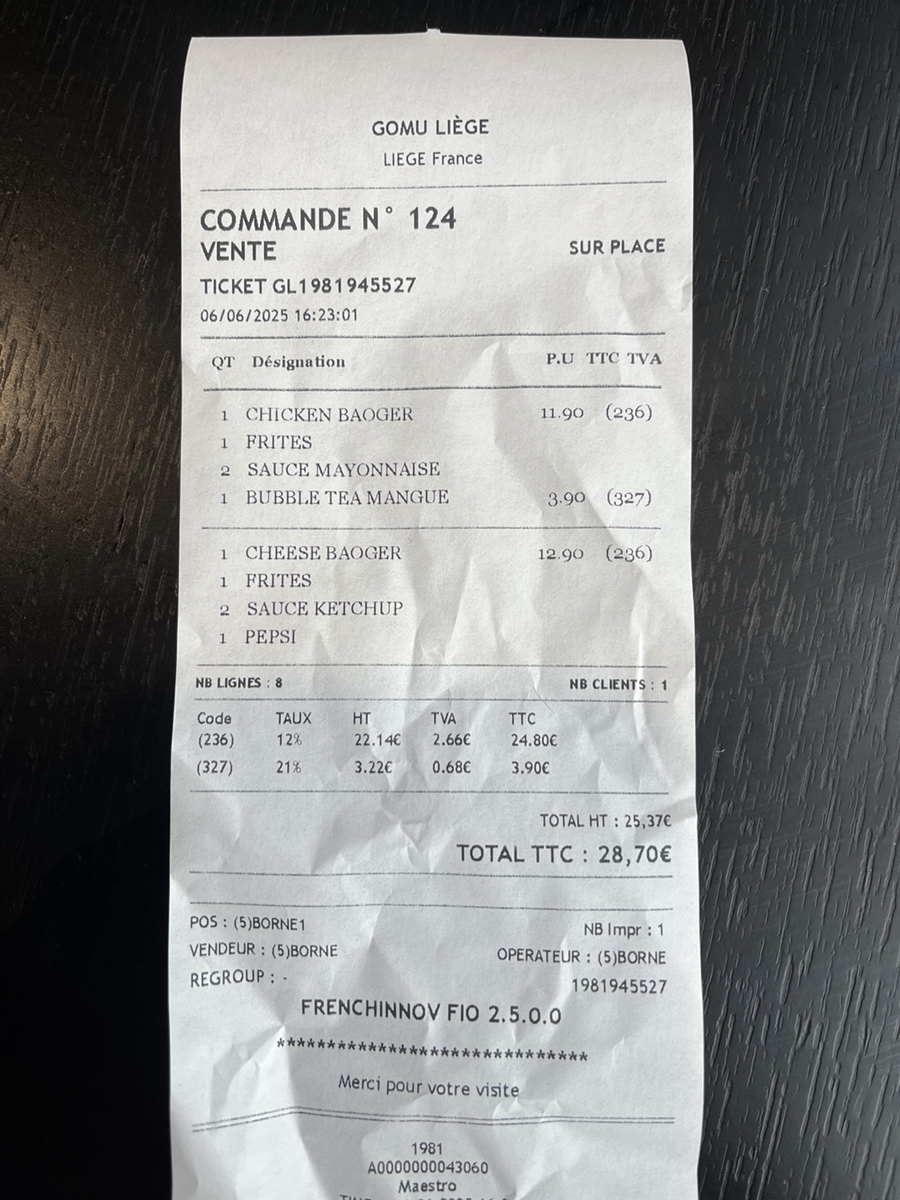 GOMU LIÈGE
LIEGE France
COMMANDE N° 124
VENTE SUR PLACE
TICKET GL1981945527
06/06/2025 16:23:01
QT Désignation P.U TTC TVA
1 CHICKEN BAOGER 11.90 (236)
1 FRITES
2 SAUCE MAYONNAISE
1 BUBBLE TEA MANGUE 3.90 (327)
1 CHEESE BAOGER 12.90 (236)
1 FRITES
2 SAUCE KETCHUP
1 PEPSI
NB LIGNES : 8 NB CLIENTS : 1
Code TAUX HT TVA TTC
(236) 12% 22.14€ 2.66€ 24.80€
(327) 21% 3.22€ 0.68€ 3.90€
TOTAL HT : 25,37€
TOTAL TTC : 28,70€
POS : (5)BORNE1 NB Impr : 1
VENDEUR : (5)BORNE OPERATEUR : (5)BORNE
REGROUP : - 1981945527
FRENCHINNOV FIO 2.5.0.0
******************************
Merci pour votre visite
1981
A0000000043060
Maestro